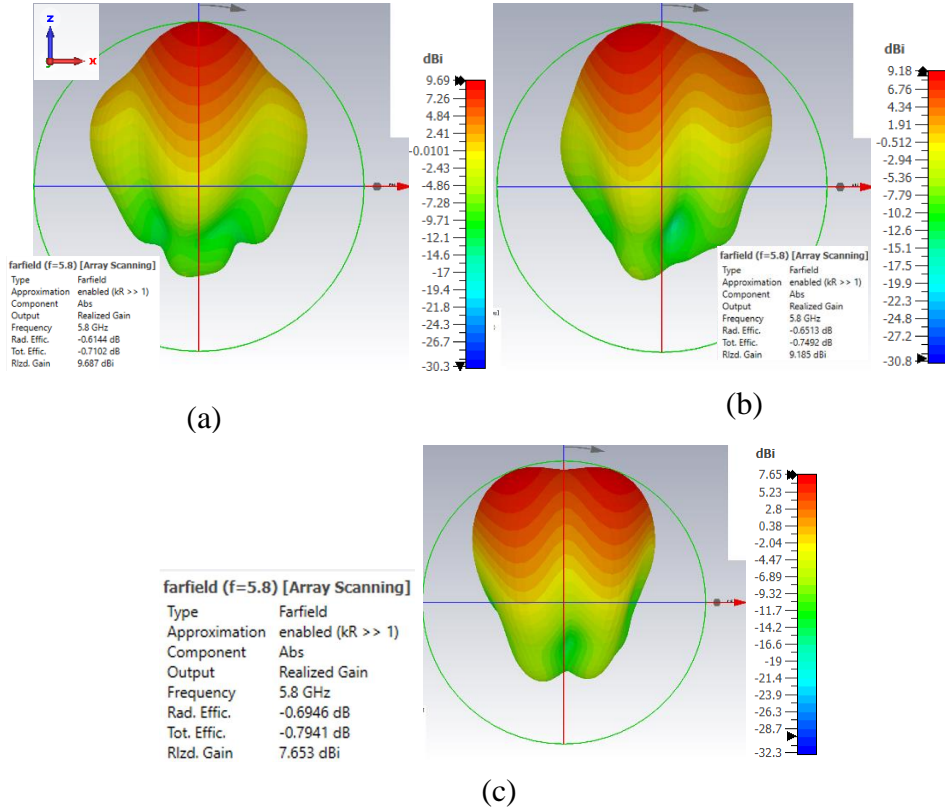 z
x
dBi
9.69
7.26
4.84
2.41
-0.0101
-2.43
-4.86
-7.28
-9.71
-12.1
-14.6
-17
-19.4
-21.8
-24.3
-26.7
-30.3
farfield (f=5.8) [Array Scanning]
Type Farfield
Approximation enabled (kR >> 1)
Component Abs
Output Realized Gain
Frequency 5.8 GHz
Rad. Effic. -0.6144 dB
Tot. Effic. -0.7102 dB
Rlzd. Gain 9.687 dBi
(a)
dBi
9.18
6.76
4.34
1.91
-0.512
-2.94
-5.36
-7.79
-10.2
-12.6
-15.1
-17.5
-19.9
-22.3
-24.8
-27.2
-30.8
farfield (f=5.8) [Array Scanning]
Type Farfield
Approximation enabled (kR >> 1)
Component Abs
Output Realized Gain
Frequency 5.8 GHz
Rad. Effic. -0.6513 dB
Tot. Effic. -0.7492 dB
Rlzd. Gain 9.185 dBi
(b)
dBi
7.65
5.23
2.8
0.38
-2.04
-4.47
-6.89
-9.32
-11.7
-14.2
-16.6
-19
-21.4
-23.9
-26.3
-28.7
-32.3
farfield (f=5.8) [Array Scanning]
Type Farfield
Approximation enabled (kR >> 1)
Component Abs
Output Realized Gain
Frequency 5.8 GHz
Rad. Effic. -0.6946 dB
Tot. Effic. -0.7941 dB
Rlzd. Gain 7.653 dBi
(c)